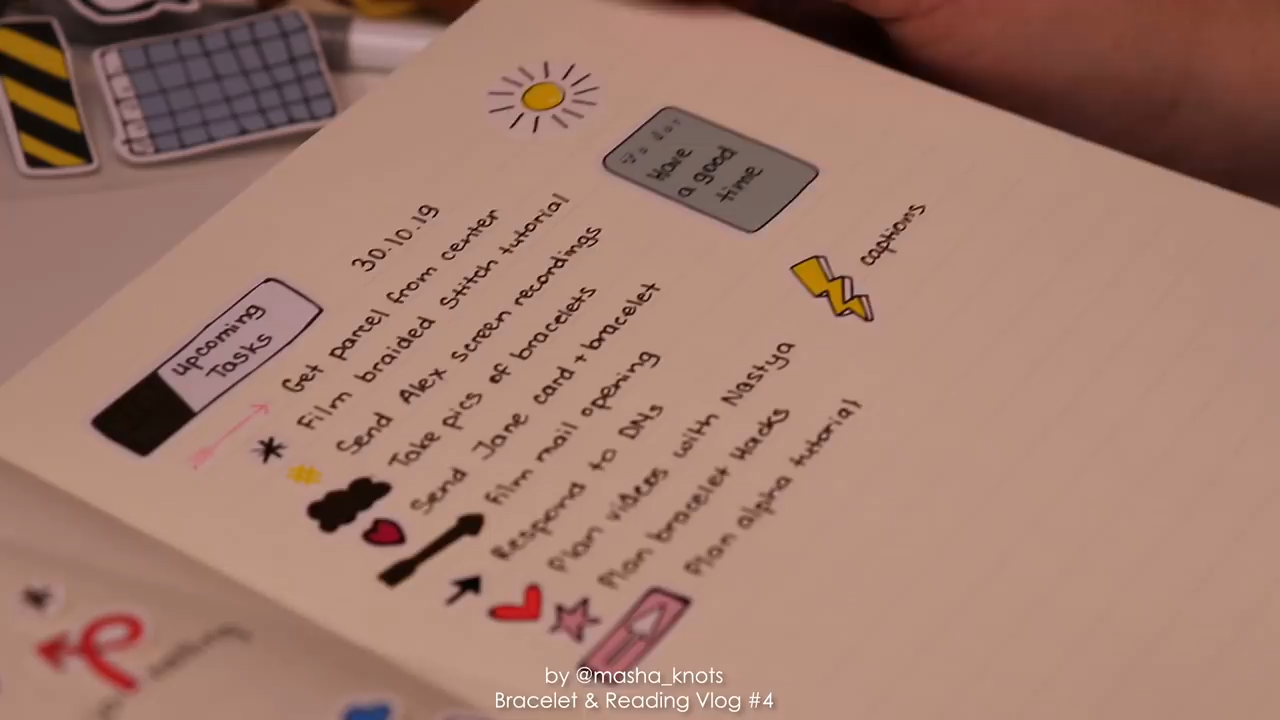 Have
a good
time
30.10.19
upcoming
Tasks
Get parcel from center
Film braided Stitch tutorial
Send Alex screen recordings
Take pics of bracelets
Send Jane card + bracelet
Film mail opening
Respond to DNs
Plan videos with Nastya
Plan bracelet Hacks
Plan alpha tutorial
captions
by @masha_knots
Bracelet & Reading Vlog #4